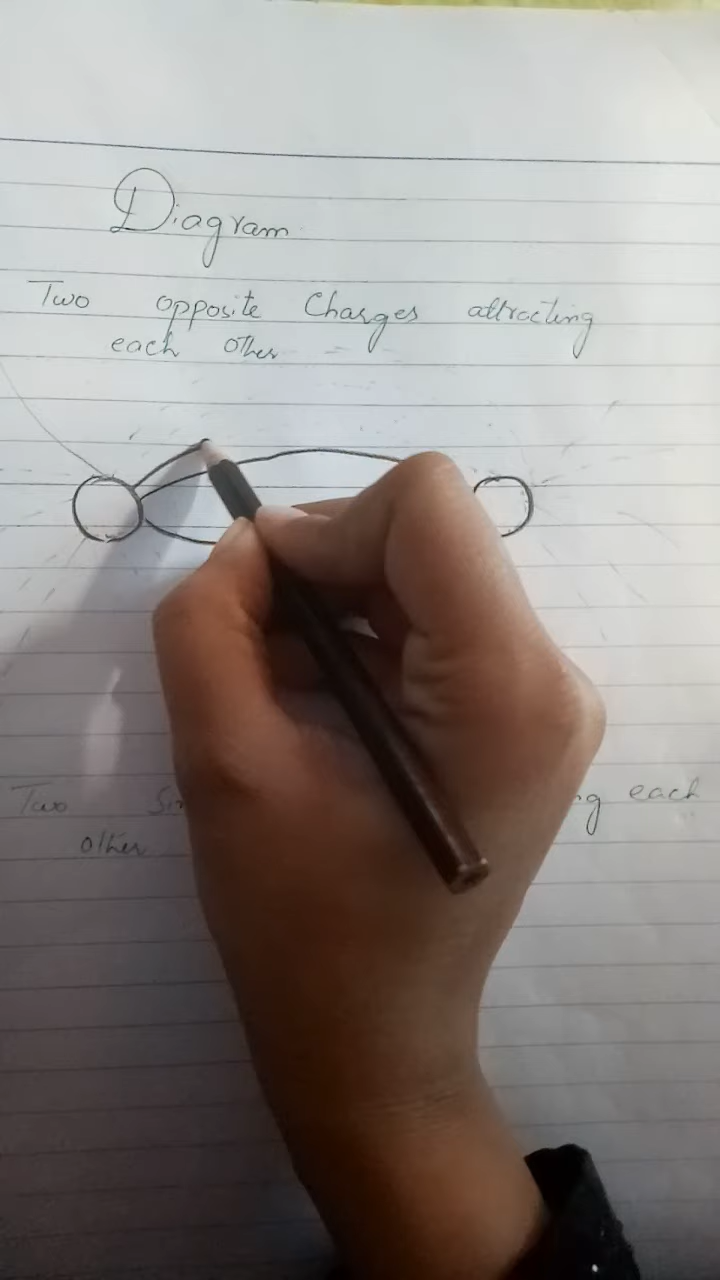 Diagram
Two opposite Charges attracting
each other
Two each
other